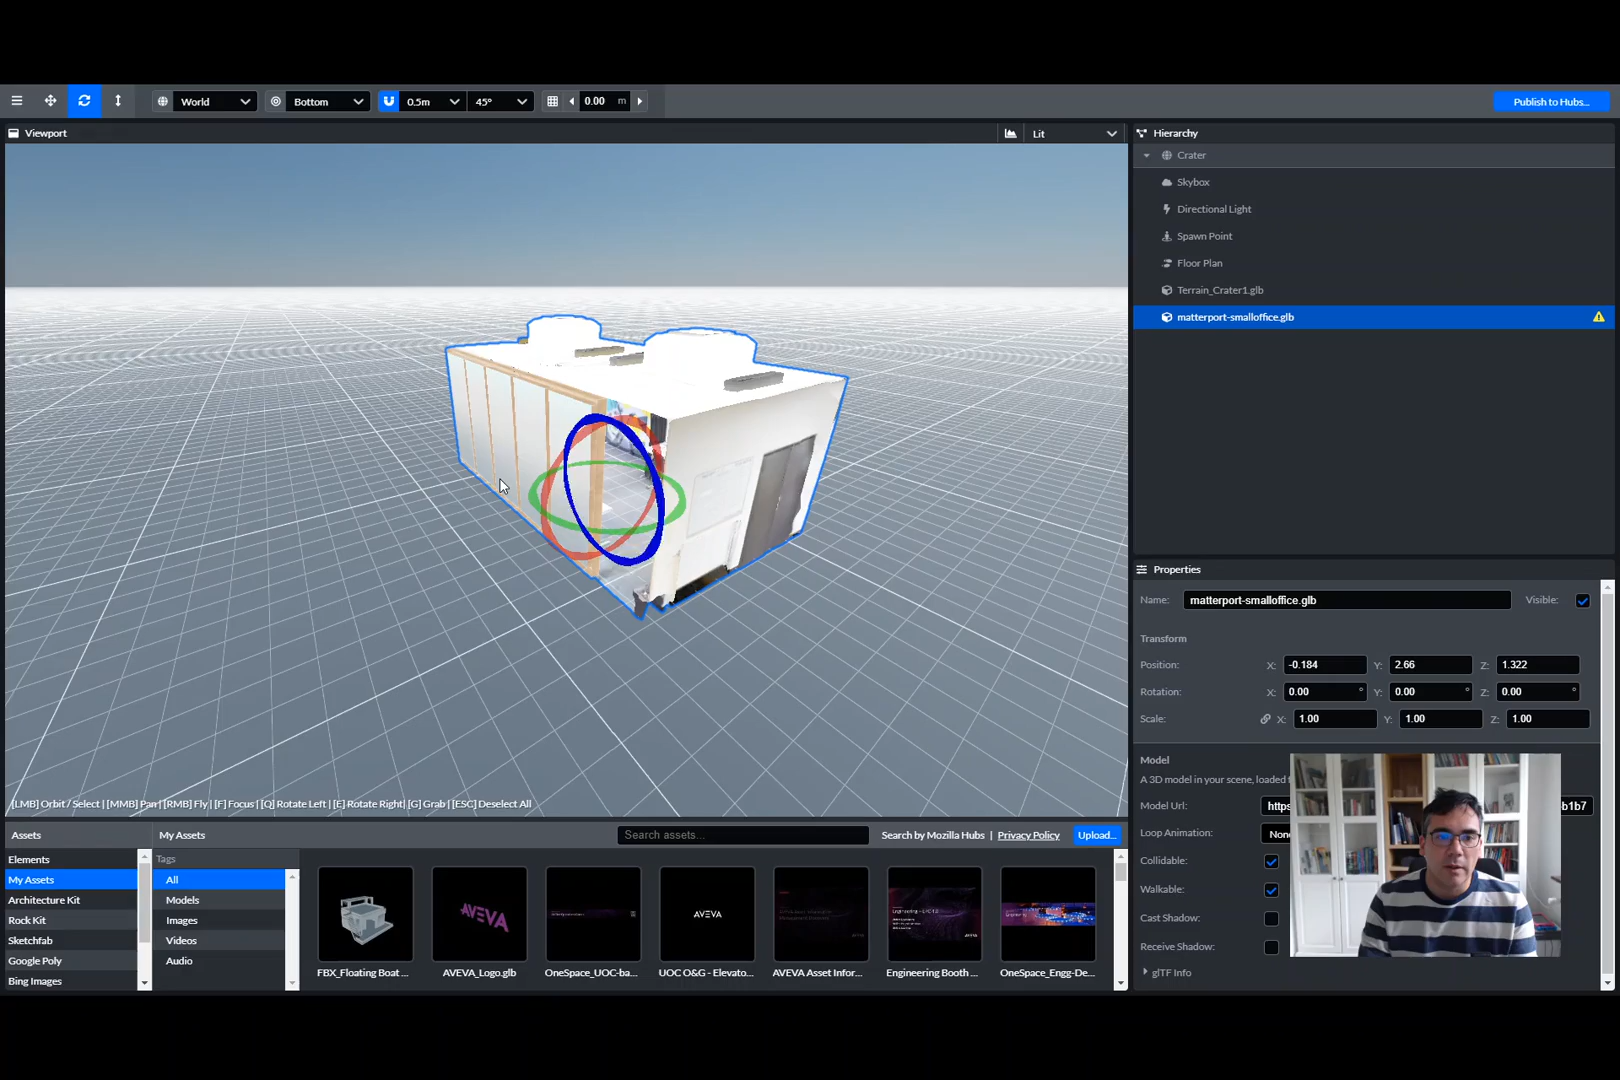 World
Bottom
0.5m
45°
0.00 m
Publish to Hubs...
Viewport
Lit
Hierarchy
Crater
Skybox
Directional Light
Spawn Point
Floor Plan
Terrain_Crater1.glb
matterport-smalloffice.glb
[LMB] Orbit / Select | [MMB] Pan | [RMB] Fly | [F] Focus | [Q] Rotate Left | [E] Rotate Right| [G] Grab | [ESC] Deselect All
Properties
Name: matterport-smalloffice.glb Visible:
Transform
Position: X: -0.184 Y: 2.66 Z: 1.322
Rotation: X: 0.00 ° Y: 0.00 ° Z: 0.00 °
Scale: X: 1.00 Y: 1.00 Z: 1.00
Model
A 3D model in your scene, loaded
Model Url: https b1b7
Loop Animation: None
Collidable:
Walkable:
Cast Shadow:
Receive Shadow:
glTF Info
Assets
My Assets
Search assets...
Search by Mozilla Hubs | Privacy Policy
Upload...
Elements
My Assets
Architecture Kit
Rock Kit
Sketchfab
Google Poly
Bing Images
Tags
All
Models
Images
Videos
Audio
AVEVA
AVEVA
FBX_Floating Boat ...
AVEVA_Logo.glb
OneSpace_UOC-ba...
UOC O&G - Elevato...
AVEVA Asset Infor...
Engineering Booth ...
OneSpace_Engg-De...